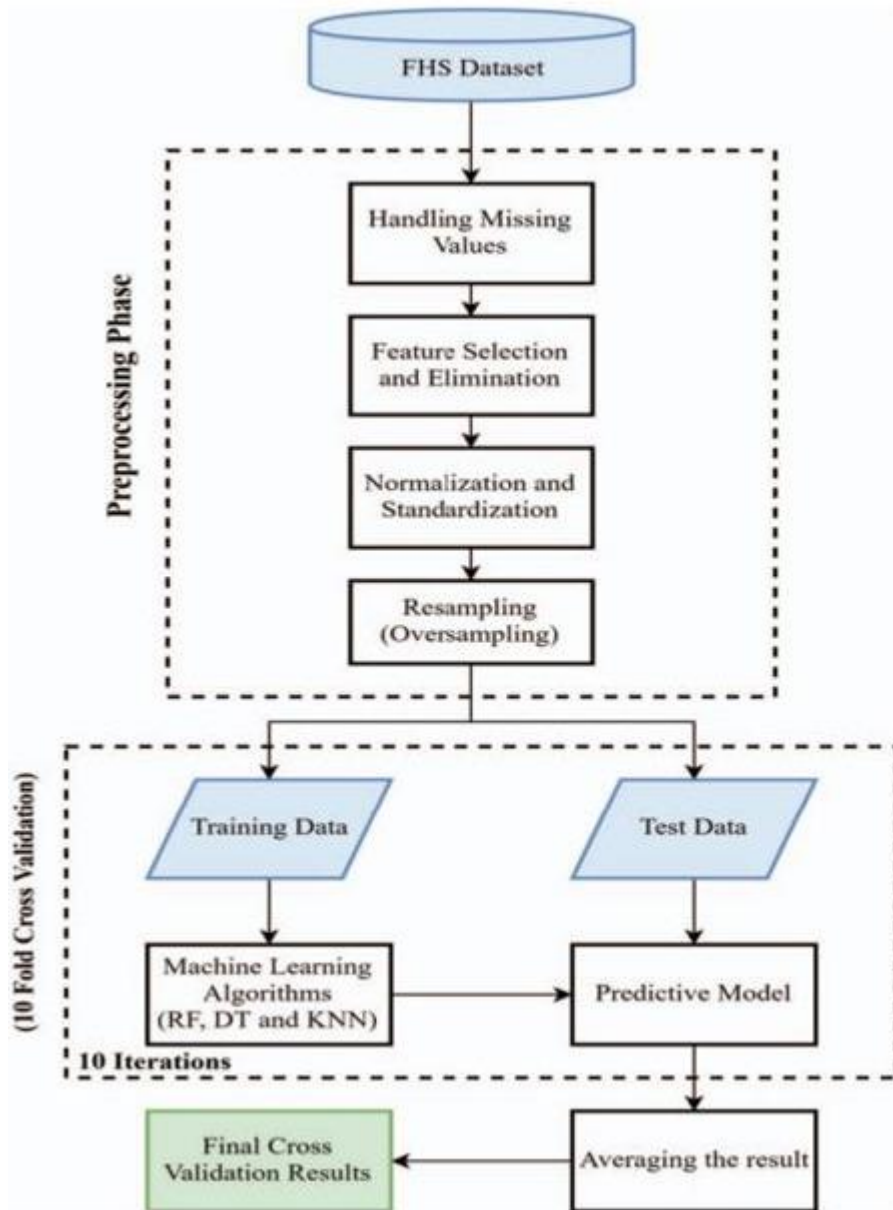 FHS Dataset
Preprocessing Phase
Handling Missing
Values
Feature Selection
and Elimination
Normalization and
Standardization
Resampling
(Oversampling)
(10 Fold Cross Validation)
Training Data
Test Data
Machine Learning
Algorithms
(RF, DT and KNN)
Predictive Model
10 Iterations
Final Cross
Validation Results
Averaging the result